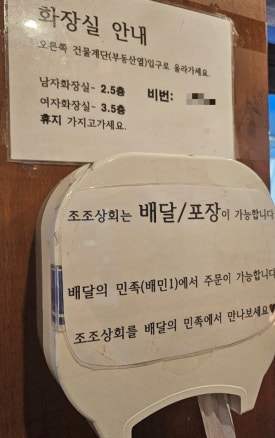 화장실 안내
오른쪽 건물계단(부동산옆)입구로 올라가세요.
남자화장실- 2.5층 비번:
여자화장실- 3.5층
휴지 가지고가세요.
조조상회는 배달/포장이 가능합니다
배달의 민족(배민1)에서 주문이 가능합니다
조조상회를 배달의 민족에서 만나보세요♥